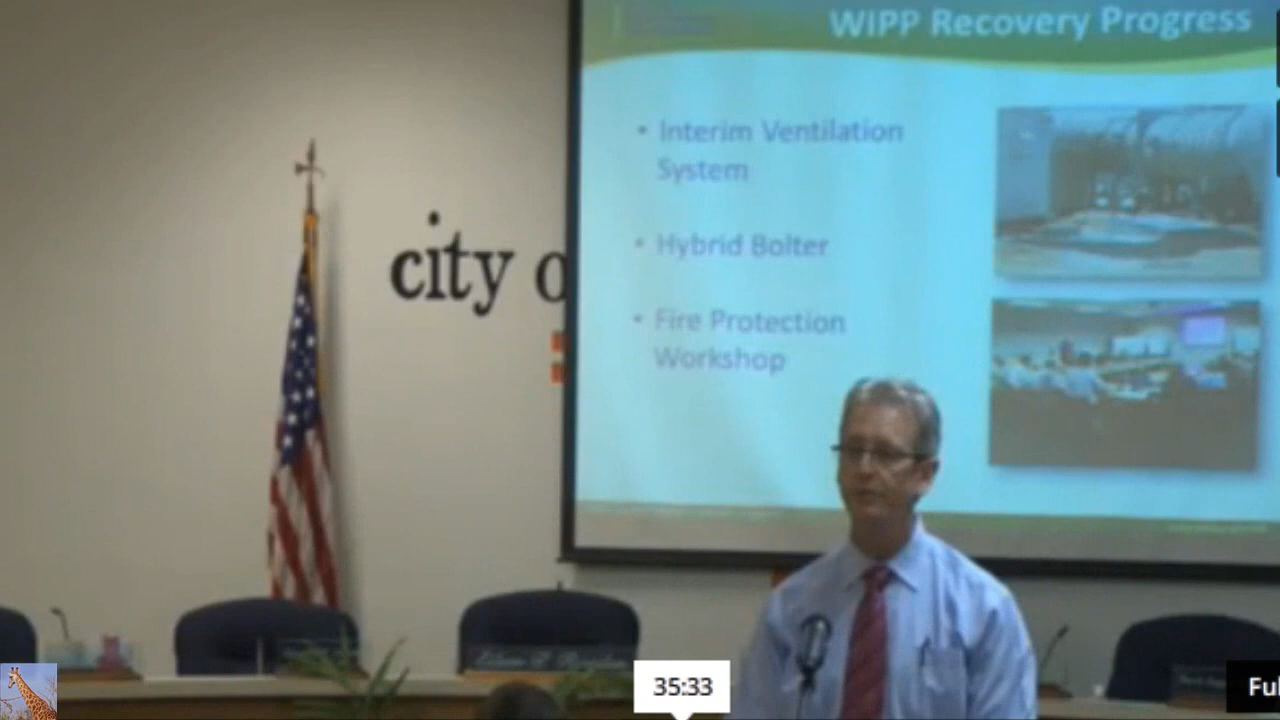 WIPP Recovery Progress
• Interim Ventilation
System
• Hybrid Bolter
• Fire Protection
Workshop
city o
35:33
Ful